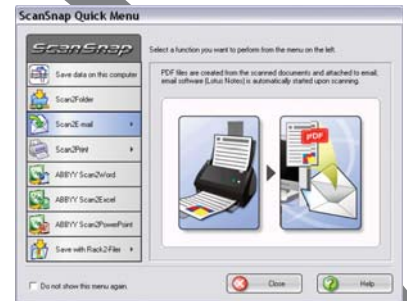 ScanSnap Quick Menu
ScanSnap
Select a function you want to perform from the menu on the left.
Save data on this computer
PDF files are created from the scanned documents and attached to email;
email software (Lotus Notes) is automatically started upon scanning.
Scan2Folder
Scan2E-mail
Scan2Print
ABBYY Scan2Word
ABBYY Scan2Excel
ABBYY Scan2PowerPoint
Save with Rack2-Filer
PDF
Do not show this menu again.
Close
Help